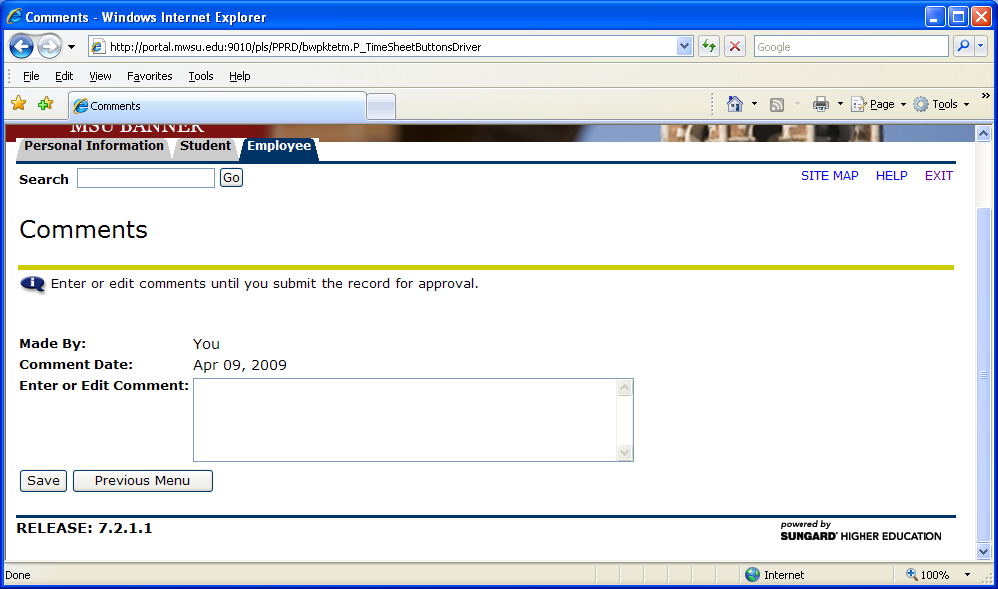 Comments - Windows Internet Explorer
http://portal.mwsu.edu:9010/pls/PPRD/bwpktetm.P_TimeSheetButtonsDriver
Google
File Edit View Favorites Tools Help
Comments
Page Tools
MSU BANNER
Personal Information Student Employee
Search Go SITE MAP HELP EXIT
Comments
Enter or edit comments until you submit the record for approval.
Made By: You
Comment Date: Apr 09, 2009
Enter or Edit Comment:
Save Previous Menu
RELEASE: 7.2.1.1
powered by
SUNGARD' HIGHER EDUCATION
Done Internet 100%